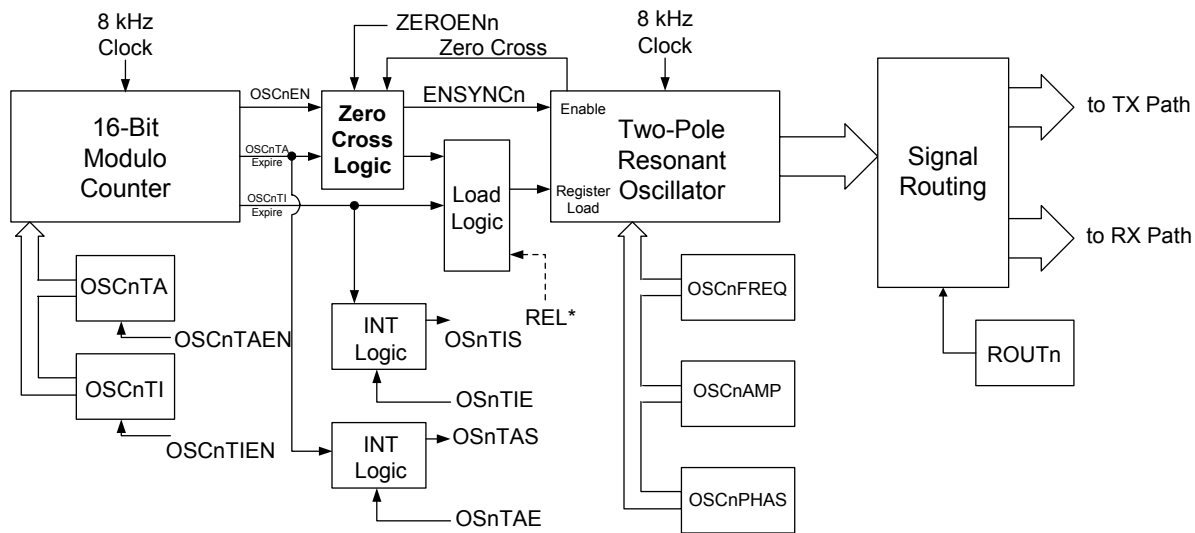 8 kHz
Clock
ZEROENn
Zero Cross
8 kHz
Clock
16-Bit
Modulo
Counter
OSCnEN
OSCnTA
Expire
OSCnTI
Expire
Zero
Cross
Logic
ENSYNCn
Load
Logic
REL*
Enable
Register
Load
Two-Pole
Resonant
Oscillator
Signal
Routing
to TX Path
to RX Path
OSCnTA
OSCnTAEN
OSCnTI
OSCnTIEN
INT
Logic
OSnTIS
OSnTIE
INT
Logic
OSnTAS
OSnTAE
OSCnFREQ
OSCnAMP
OSCnPHAS
ROUTn